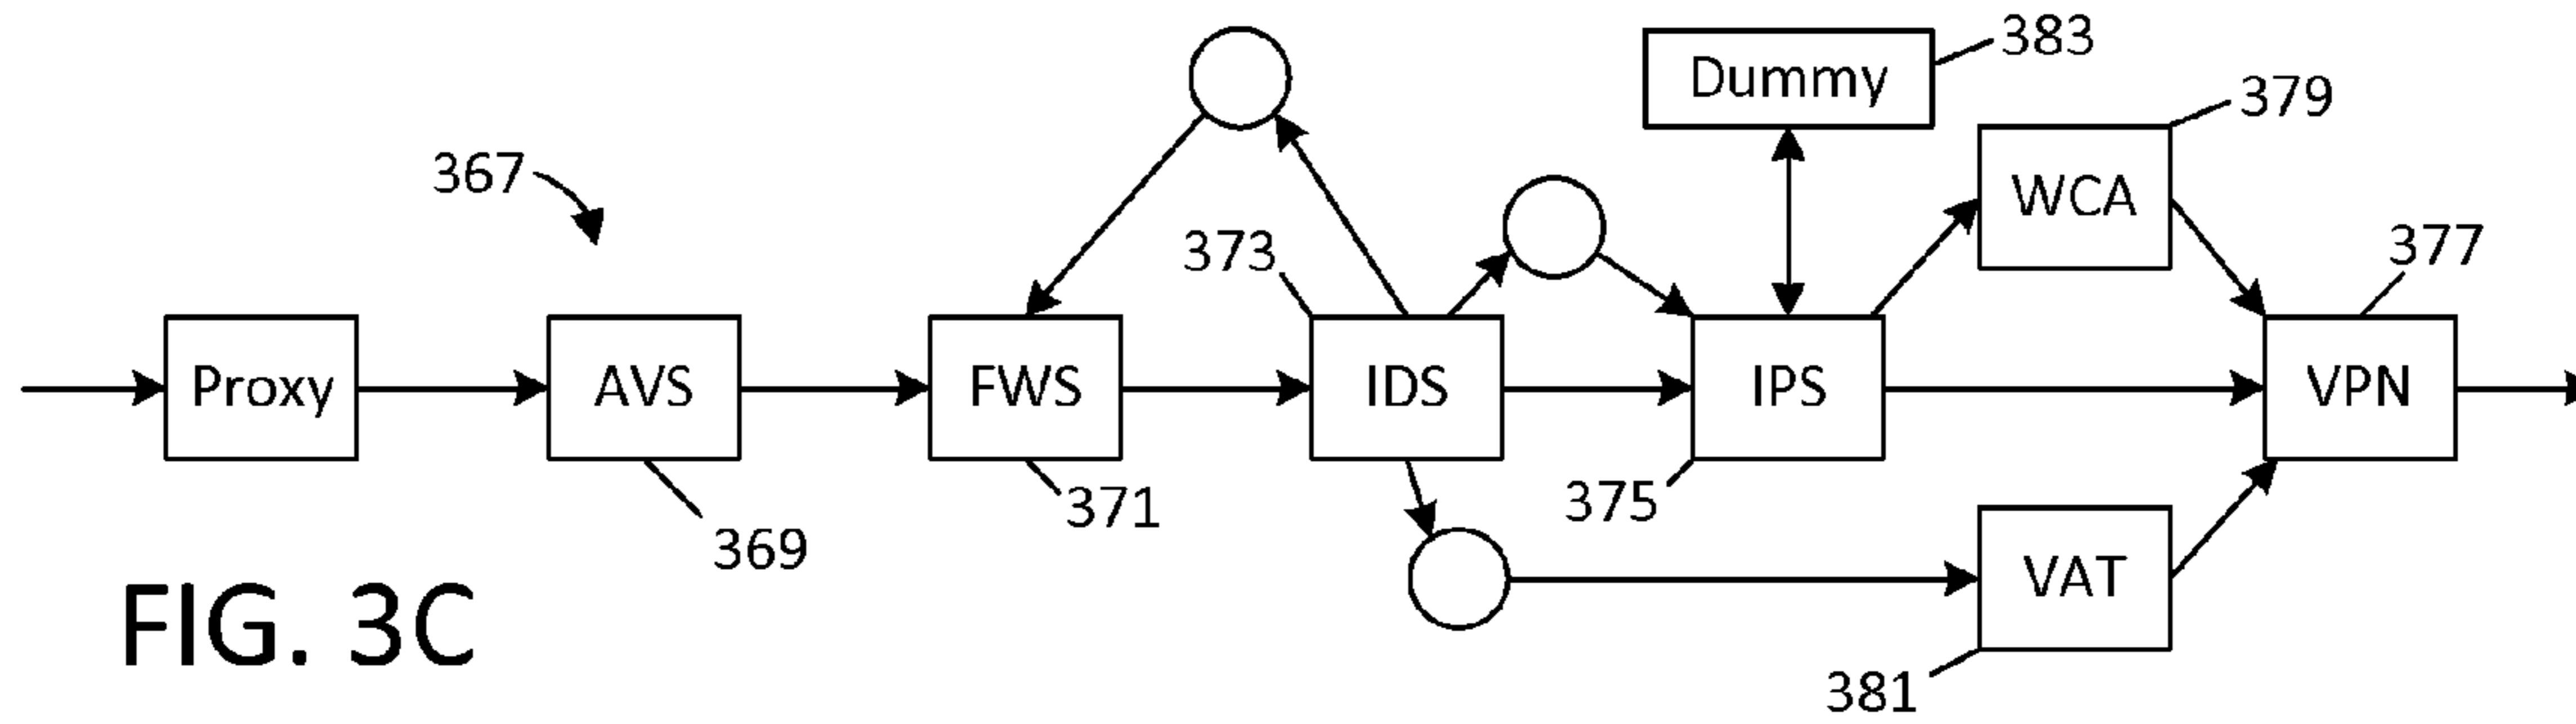 383
Dummy
379
367
WCA
373
377
Proxy
AVS
FWS
IDS
IPS
VPN
375
371
369
VAT
381
FIG. 3C